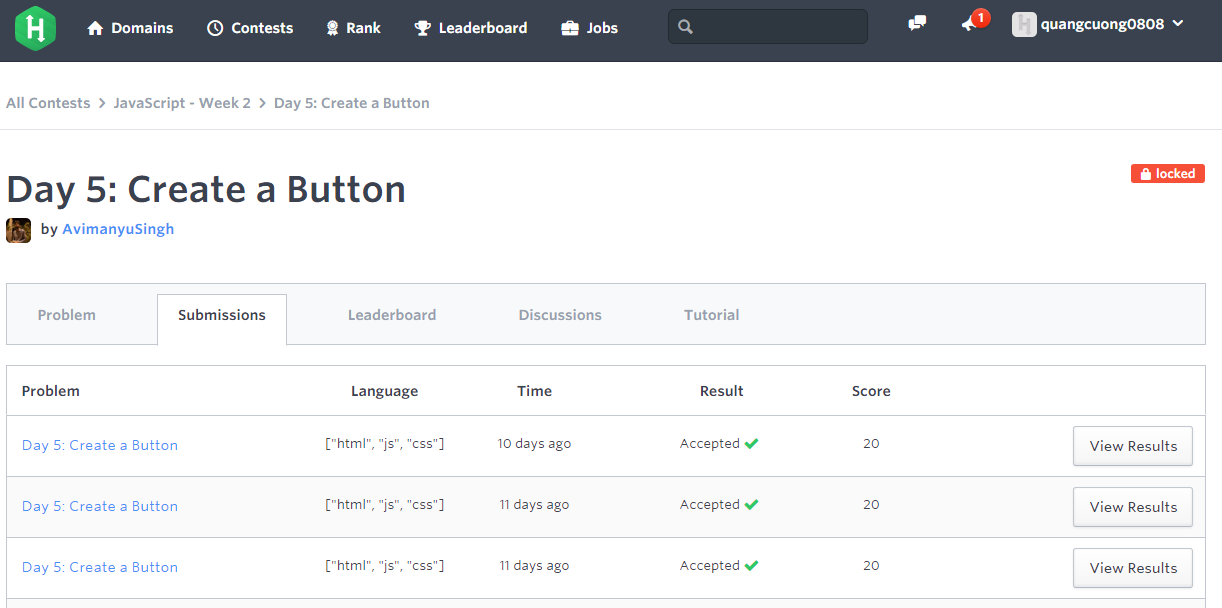 Domains Contests Rank Leaderboard Jobs 1 quangcuong0808
All Contests > JavaScript - Week 2 > Day 5: Create a Button
Day 5: Create a Button
locked
by AvimanyuSingh
Problem Submissions Leaderboard Discussions Tutorial
Problem Language Time Result Score
Day 5: Create a Button ["html", "js", "css"] 10 days ago Accepted 20 View Results
Day 5: Create a Button ["html", "js", "css"] 11 days ago Accepted 20 View Results
Day 5: Create a Button ["html", "js", "css"] 11 days ago Accepted 20 View Results